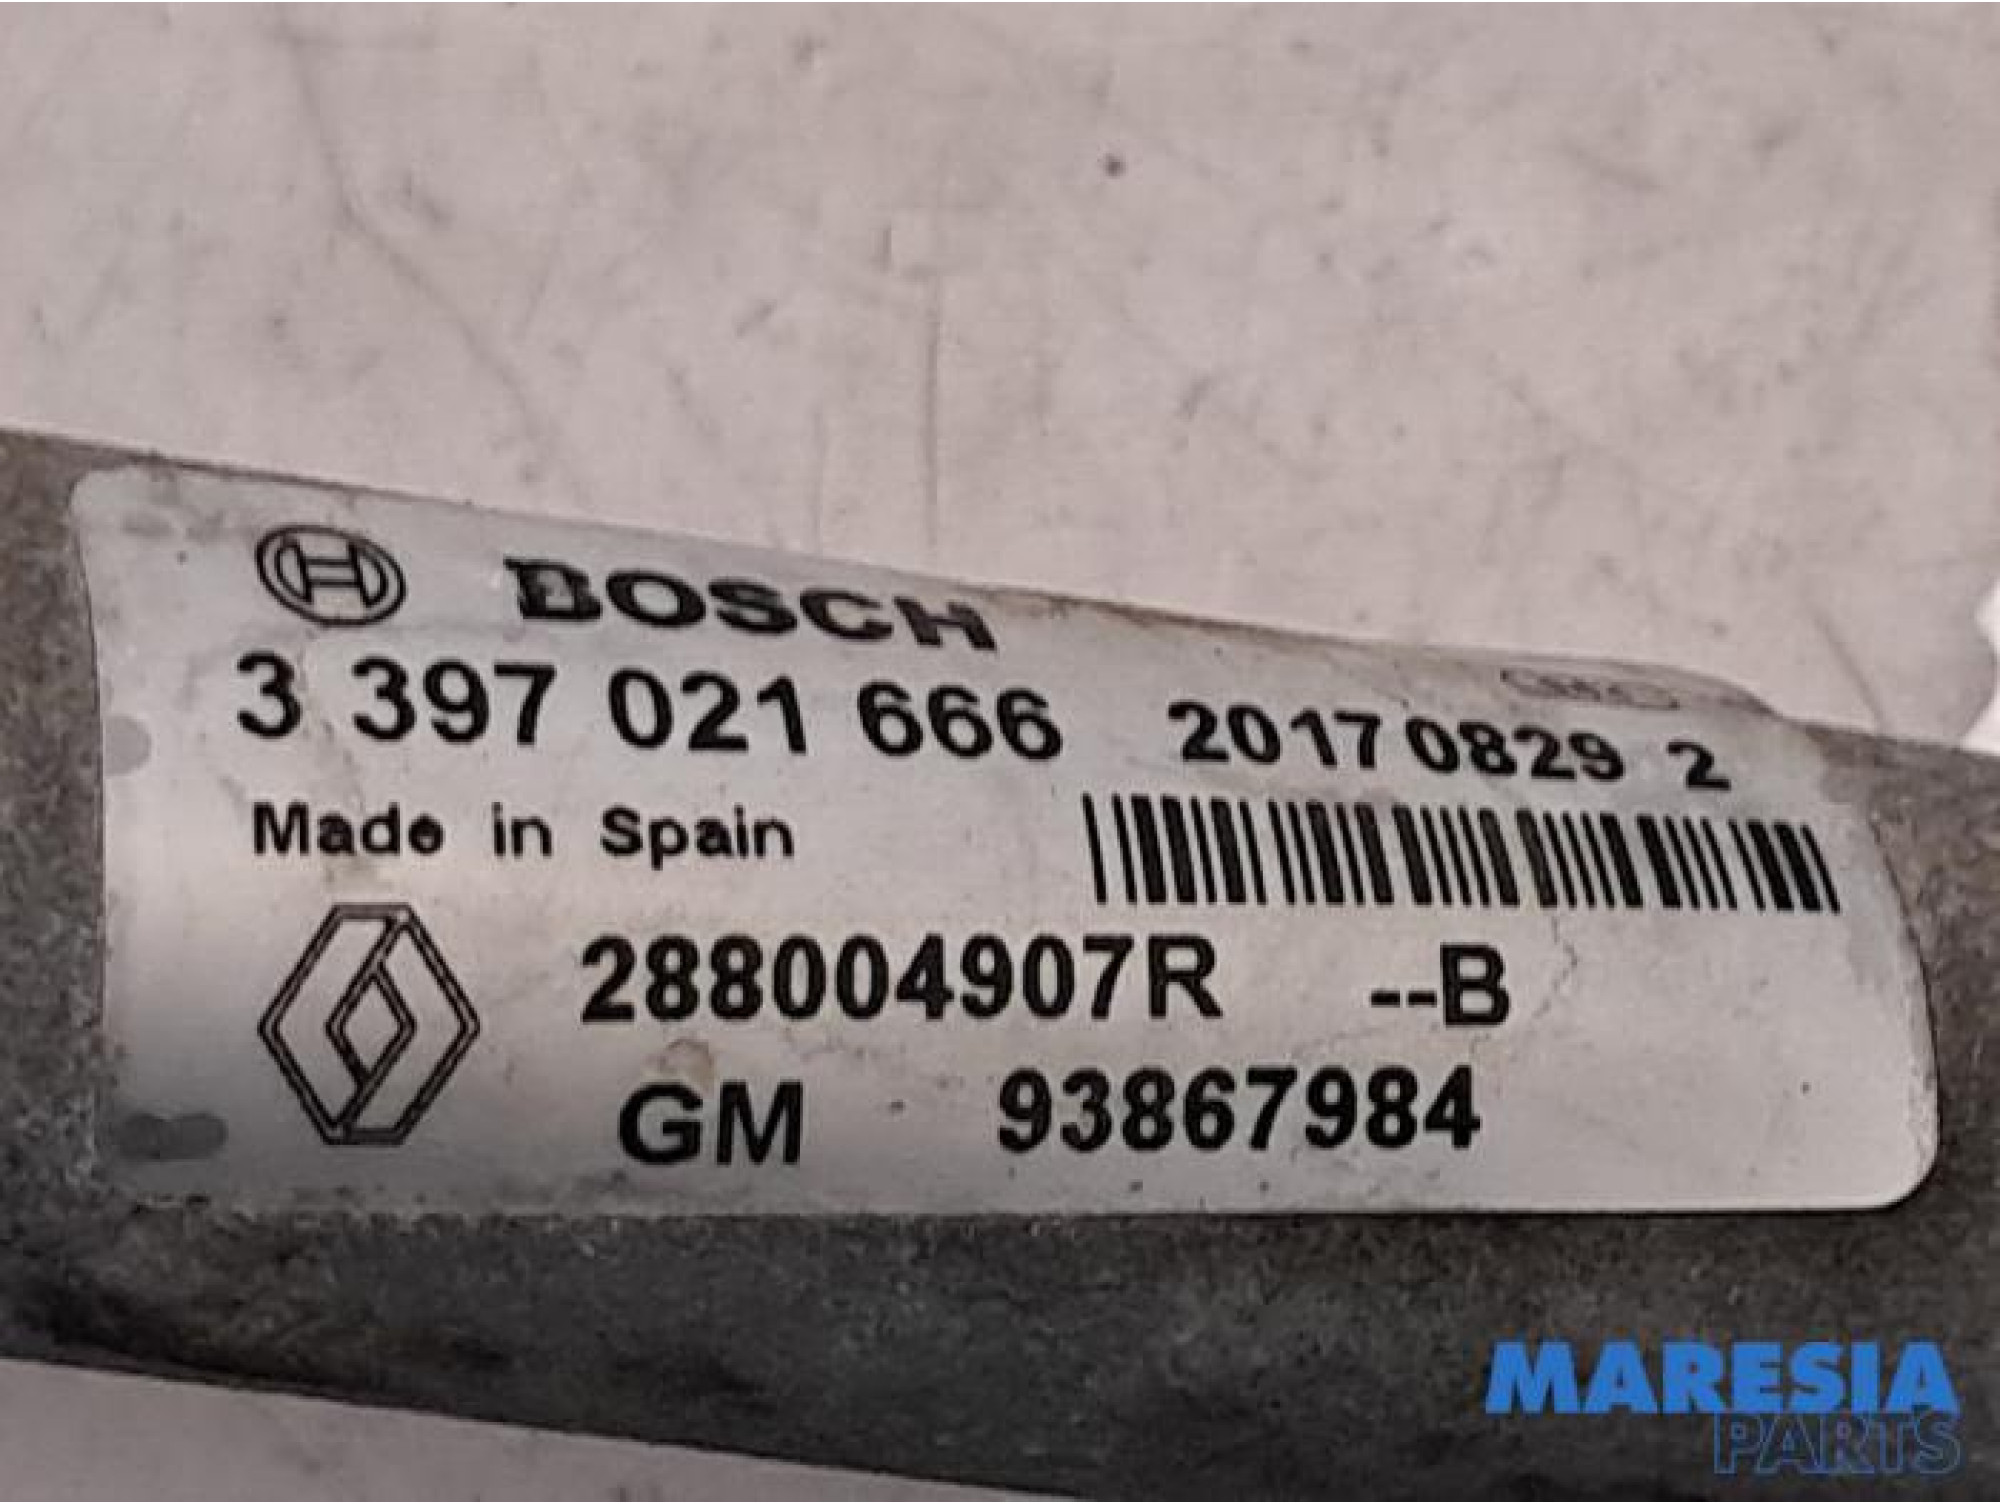 BOSCH
3 397 021 666 20170829 2
Made in Spain
288004907R --B
GM 93867984
MARESIA
PARTS